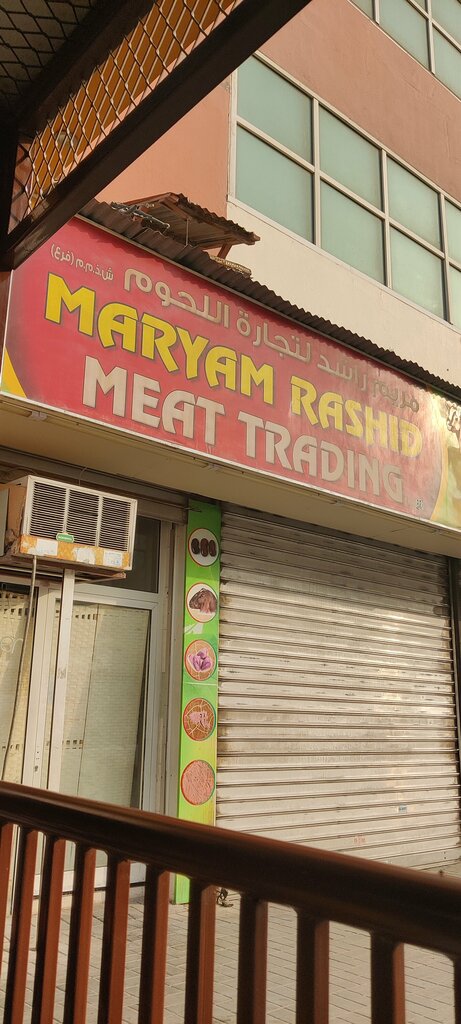 مريم راشد لتجارة اللحوم ش.ذ.م.م (فرع)
MARYAM RASHID
MEAT TRADING